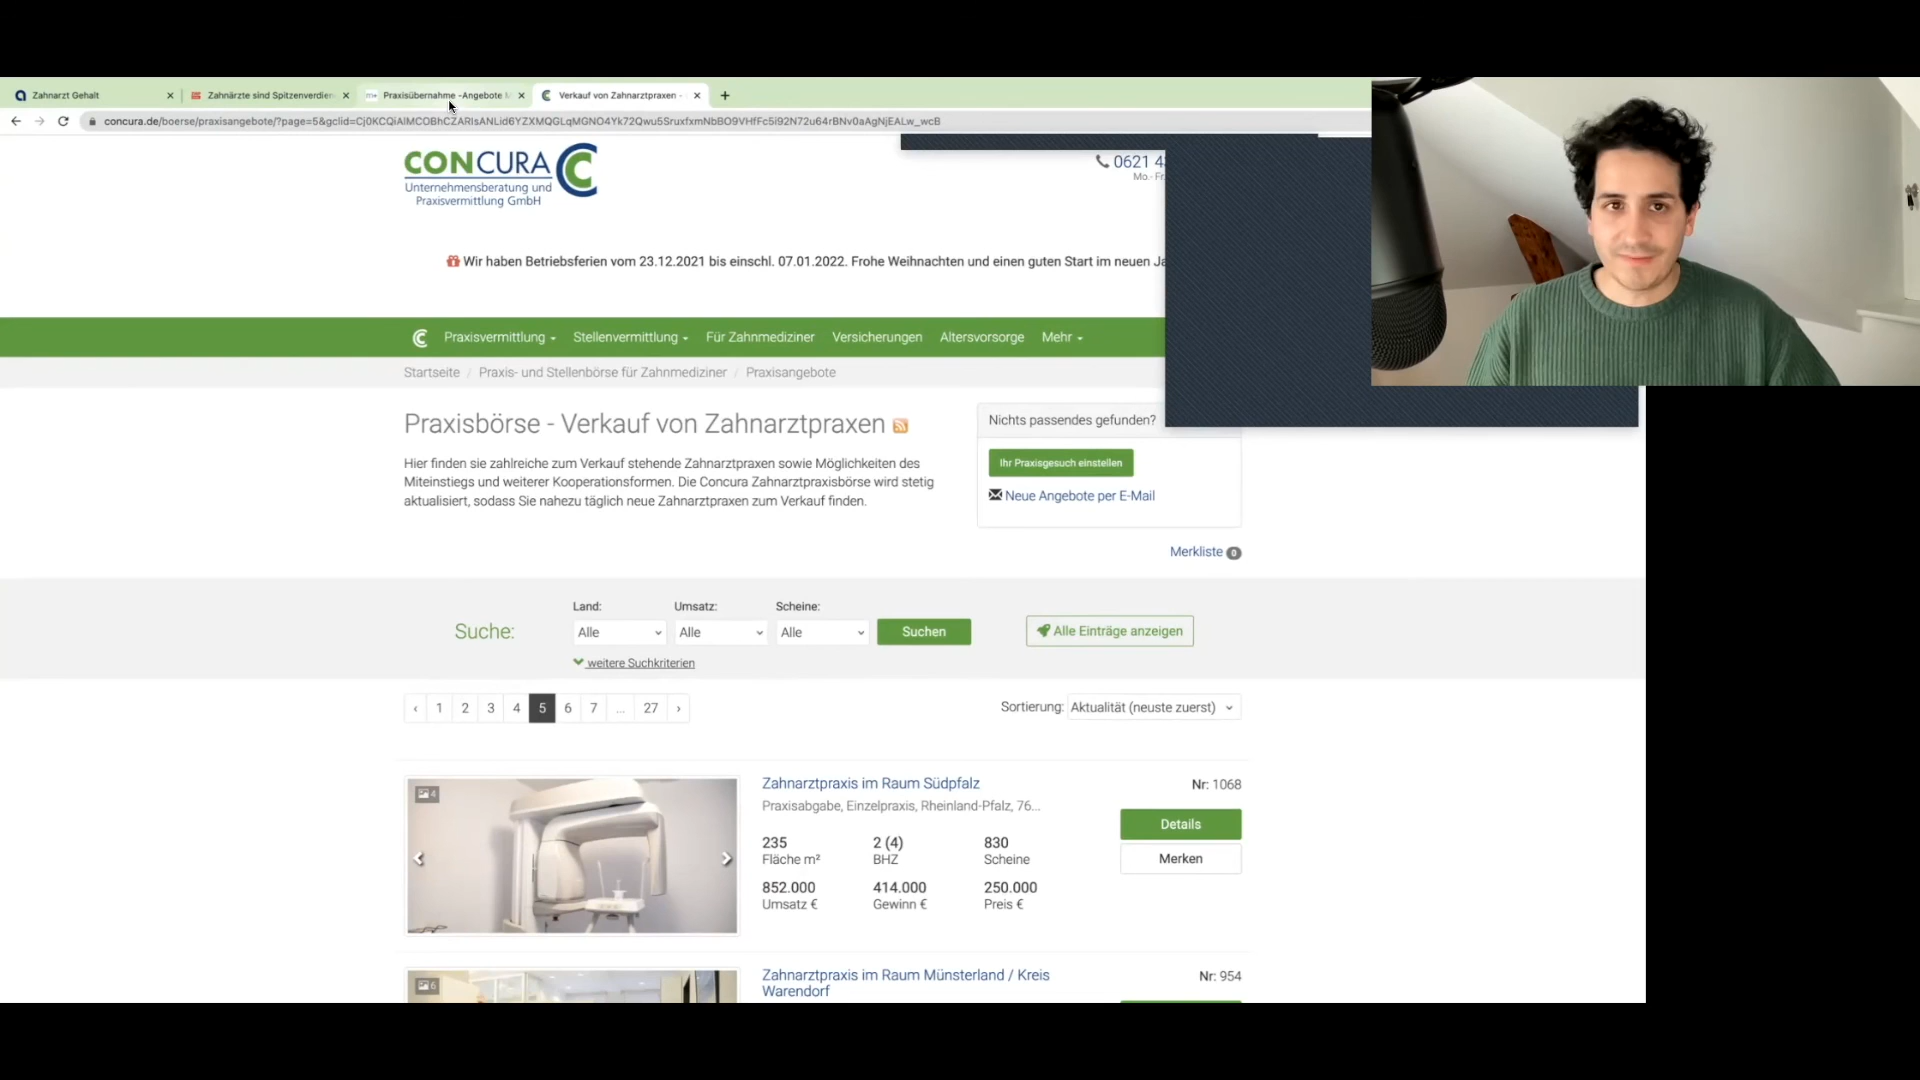 Zahnarzt Gehalt
Zahnärzte sind Spitzenverdien
Praxisübernahme -Angebote
Verkauf von Zahnarztpraxen -
concura.de/boerse/praxisangebote/?page=5&gclid=
CONCURA
Unternehmensberatung und
Praxisvermittlung GmbH
0621 4
Mo.- Fr
Wir haben Betriebsferien vom 23.12.2021 bis einschl. 07.01.2022. Frohe Weihnachten und einen guten Start im neuen Ja
Praxisvermittlung
Stellenvermittlung
Für Zahnmediziner
Versicherungen
Altersvorsorge
Mehr
Startseite / Praxis- und Stellenbörse für Zahnmediziner / Praxisangebote
Praxisbörse - Verkauf von Zahnarztpraxen
Hier finden sie zahlreiche zum Verkauf stehende Zahnarztpraxen sowie Möglichkeiten des
Miteinstiegs und weiterer Kooperationsformen. Die Concura Zahnarztpraxisbörse wird stetig
aktualisiert, sodass Sie nahezu täglich neue Zahnarztpraxen zum Verkauf finden.
Nichts passendes gefunden?
Ihr Praxisgesuch einstellen
Neue Angebote per E-Mail
Merkliste 0
Suche:
Land:
Umsatz:
Scheine:
Alle
Alle
Alle
Suchen
Alle Einträge anzeigen
weitere Suchkriterien
‹ 1 2 3 4 5 6 7 ... 27 ›
Sortierung: Aktualität (neuste zuerst)
4
Zahnarztpraxis im Raum Südpfalz
Nr: 1068
Praxisabgabe, Einzelpraxis, Rheinland-Pfalz, 76...
235 2 (4) 830
Fläche m² BHZ Scheine
852.000 414.000 250.000
Umsatz € Gewinn € Preis €
Details
Merken
6
Zahnarztpraxis im Raum Münsterland / Kreis
Warendorf
Nr: 954